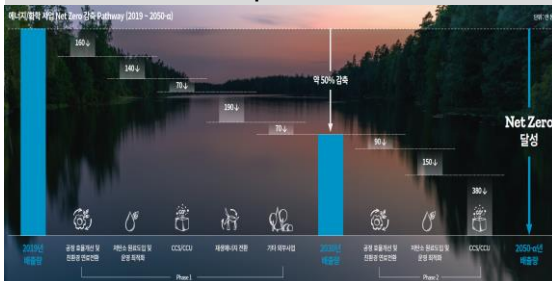 에너지/화학 사업 Net Zero 감축 Pathway (2019 ~ 2050-α)
160↓
140↓
70↓
190↓
70↓
약 50% 감축
90↓
150↓
380↓
Net Zero
달성
2019년
배출량
공정 효율개선 및
친환경 연료전환
저탄소 원료도입 및
운영 최적화
CCS/CCU
재생에너지 전환
기타 외부사업
2030년
배출량
공정 효율개선 및
친환경 연료전환
저탄소 원료도입 및
운영 최적화
CCS/CCU
2050-α년
배출량
Phase 1
Phase 2